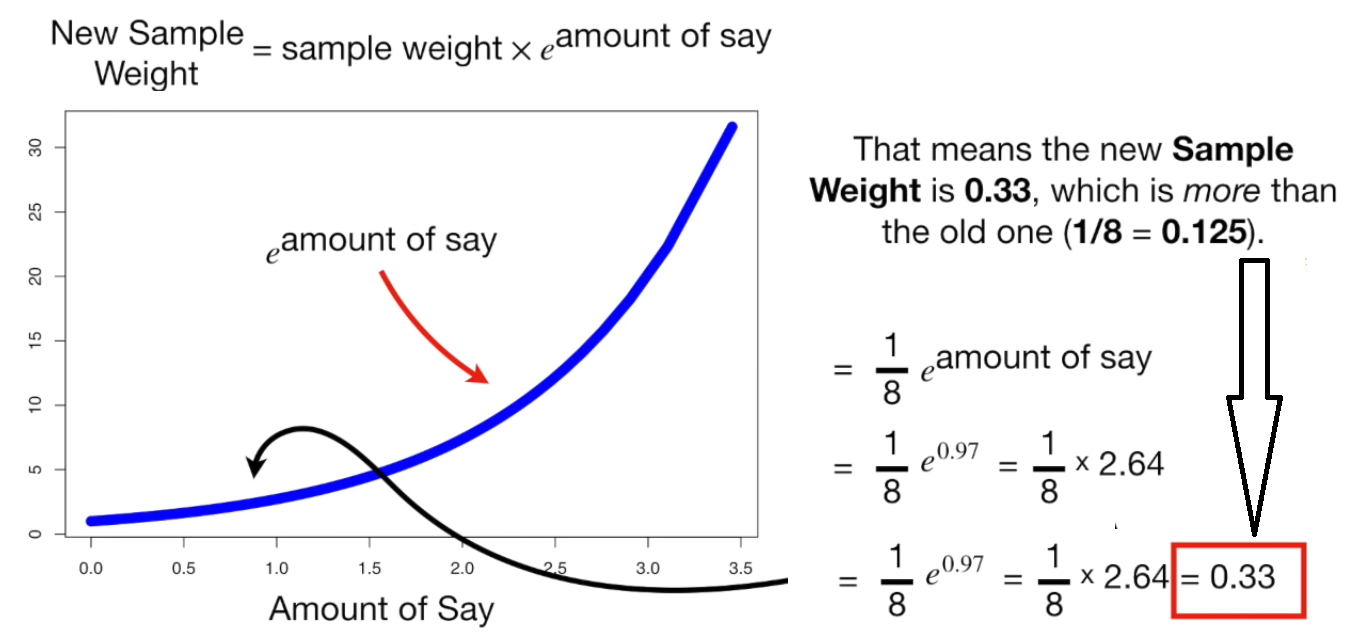 New Sample Weight = sample weight × e^amount of say
30
25
20
15
10
5
0
e^amount of say
0.0 0.5 1.0 1.5 2.0 2.5 3.0 3.5
Amount of Say
That means the new Sample
Weight is 0.33, which is more than
the old one (1/8 = 0.125).
= 1/8 e^amount of say
= 1/8 e^0.97 = 1/8 × 2.64
= 1/8 e^0.97 = 1/8 × 2.64 = 0.33